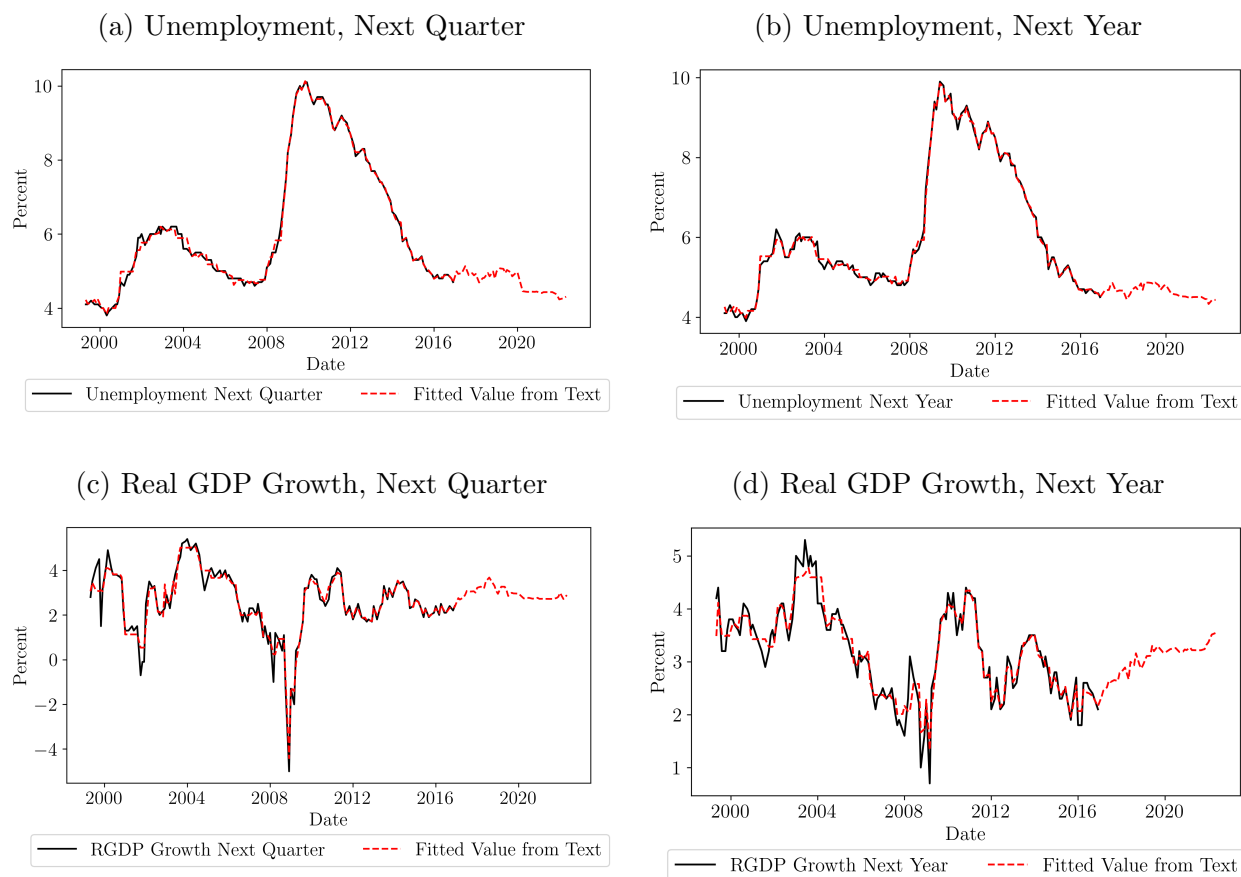 (a) Unemployment, Next Quarter
10
8
6
4
Percent
2000 2004 2008 2012 2016 2020
Date
Unemployment Next Quarter Fitted Value from Text
(b) Unemployment, Next Year
10
8
6
4
Percent
2000 2004 2008 2012 2016 2020
Date
Unemployment Next Year Fitted Value from Text
(c) Real GDP Growth, Next Quarter
4
2
0
−2
−4
Percent
2000 2004 2008 2012 2016 2020
Date
RGDP Growth Next Quarter Fitted Value from Text
(d) Real GDP Growth, Next Year
5
4
3
2
1
Percent
2000 2004 2008 2012 2016 2020
Date
RGDP Growth Next Year Fitted Value from Text